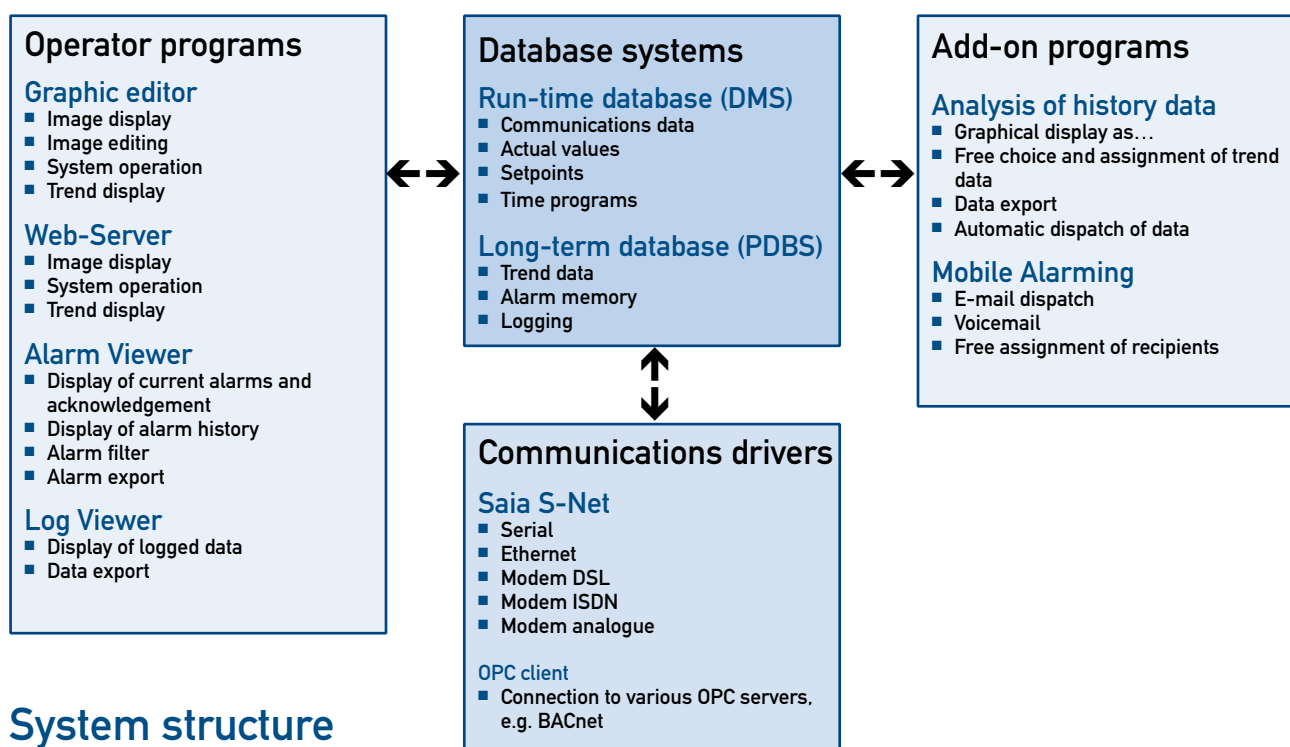 Operator programs
Graphic editor
■ Image display
■ Image editing
■ System operation
■ Trend display
Web-Server
■ Image display
■ System operation
■ Trend display
Alarm Viewer
■ Display of current alarms and
acknowledgement
■ Display of alarm history
■ Alarm filter
■ Alarm export
Log Viewer
■ Display of logged data
■ Data export
Database systems
Run-time database (DMS)
■ Communications data
■ Actual values
■ Setpoints
■ Time programs
Long-term database (PDBS)
■ Trend data
■ Alarm memory
■ Logging
Add-on programs
Analysis of history data
■ Graphical display as…
■ Free choice and assignment of trend
data
■ Data export
■ Automatic dispatch of data
Mobile Alarming
■ E-mail dispatch
■ Voicemail
■ Free assignment of recipients
Communications drivers
Saia S-Net
■ Serial
■ Ethernet
■ Modem DSL
■ Modem ISDN
■ Modem analogue
OPC client
■ Connection to various OPC servers,
e.g. BACnet
System structure